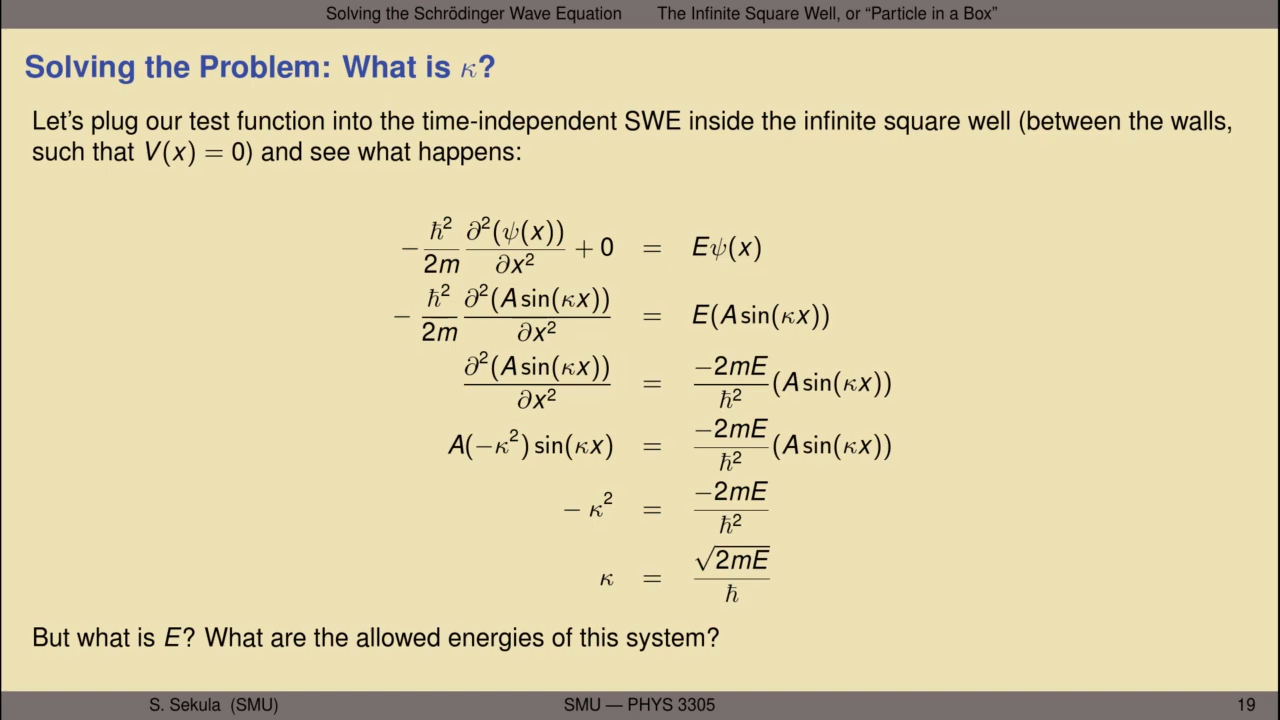 Solving the Schrödinger Wave Equation The Infinite Square Well, or “Particle in a Box”
Solving the Problem: What is κ?
Let’s plug our test function into the time-independent SWE inside the infinite square well (between the walls,
such that V(x) = 0) and see what happens:
−ℏ²/2m ∂²(ψ(x))/∂x² + 0 = Eψ(x)
−ℏ²/2m ∂²(A sin(κx))/∂x² = E(A sin(κx))
∂²(A sin(κx))/∂x² = −2mE/ℏ² (A sin(κx))
A(−κ²) sin(κx) = −2mE/ℏ² (A sin(κx))
−κ² = −2mE/ℏ²
κ = √2mE/ℏ
But what is E? What are the allowed energies of this system?
S. Sekula (SMU) SMU — PHYS 3305 19